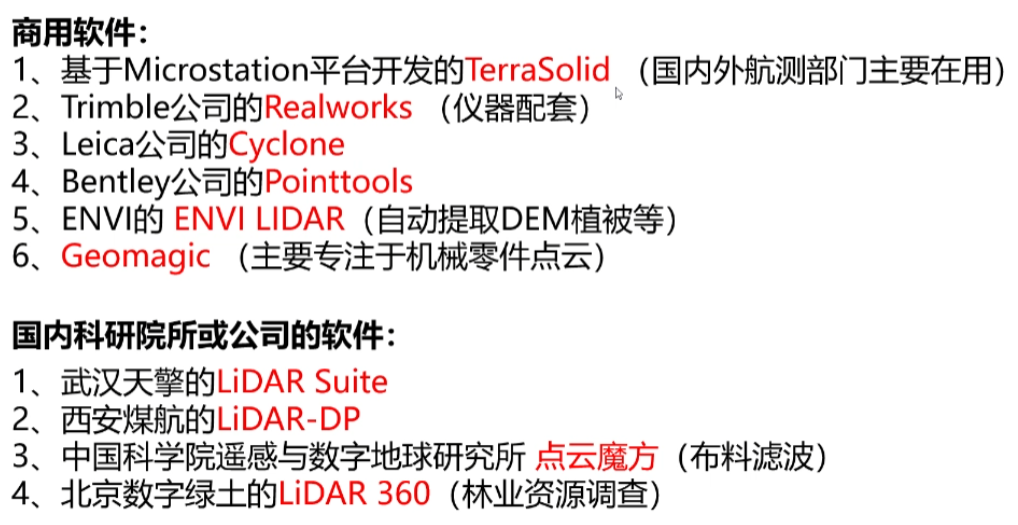 商用软件：
1、基于Microstation平台开发的TerraSolid （国内外航测部门主要在用）
2、Trimble公司的Realworks （仪器配套）
3、Leica公司的Cyclone
4、Bentley公司的Pointtools
5、ENVI的 ENVI LIDAR（自动提取DEM植被等）
6、Geomagic （主要专注于机械零件点云）
国内科研院所或公司的软件：
1、武汉天擎的LiDAR Suite
2、西安煤航的LiDAR-DP
3、中国科学院遥感与数字地球研究所 点云魔方（布料滤波）
4、北京数字绿土的LiDAR 360（林业资源调查）